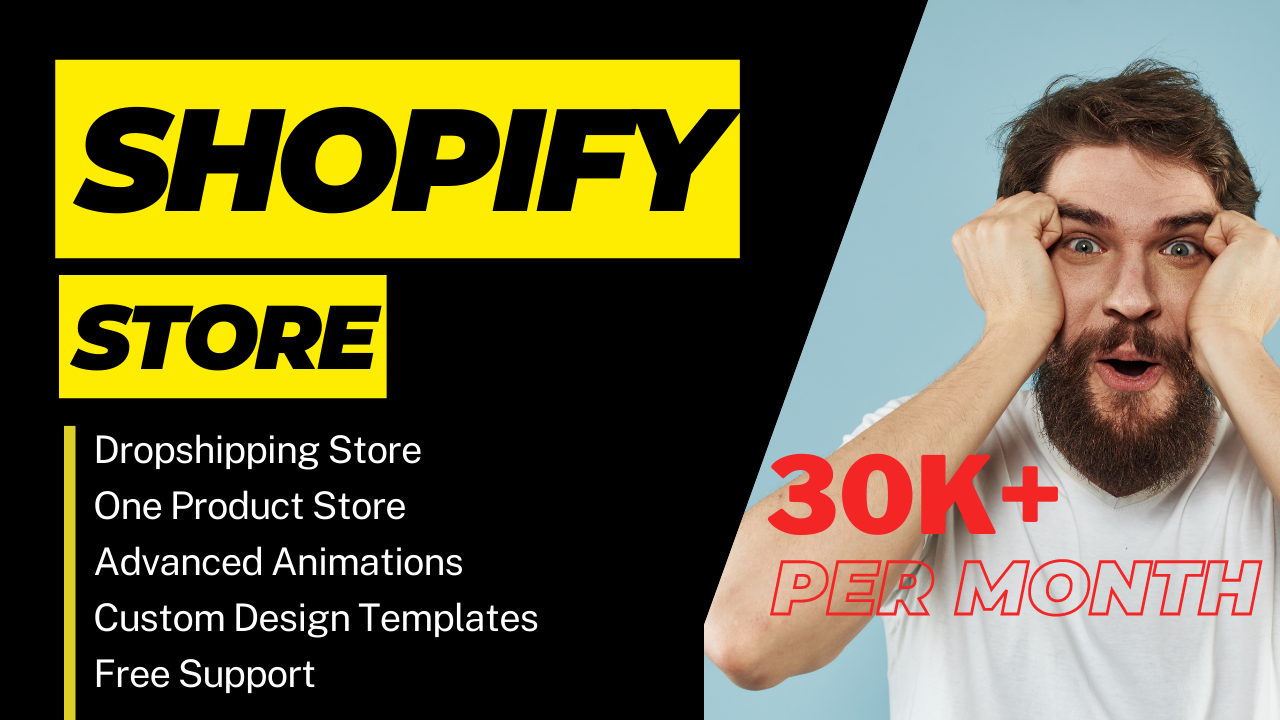 SHOPIFY
STORE
Dropshipping Store
One Product Store
Advanced Animations
Custom Design Templates
Free Support
30K+
PER MONTH